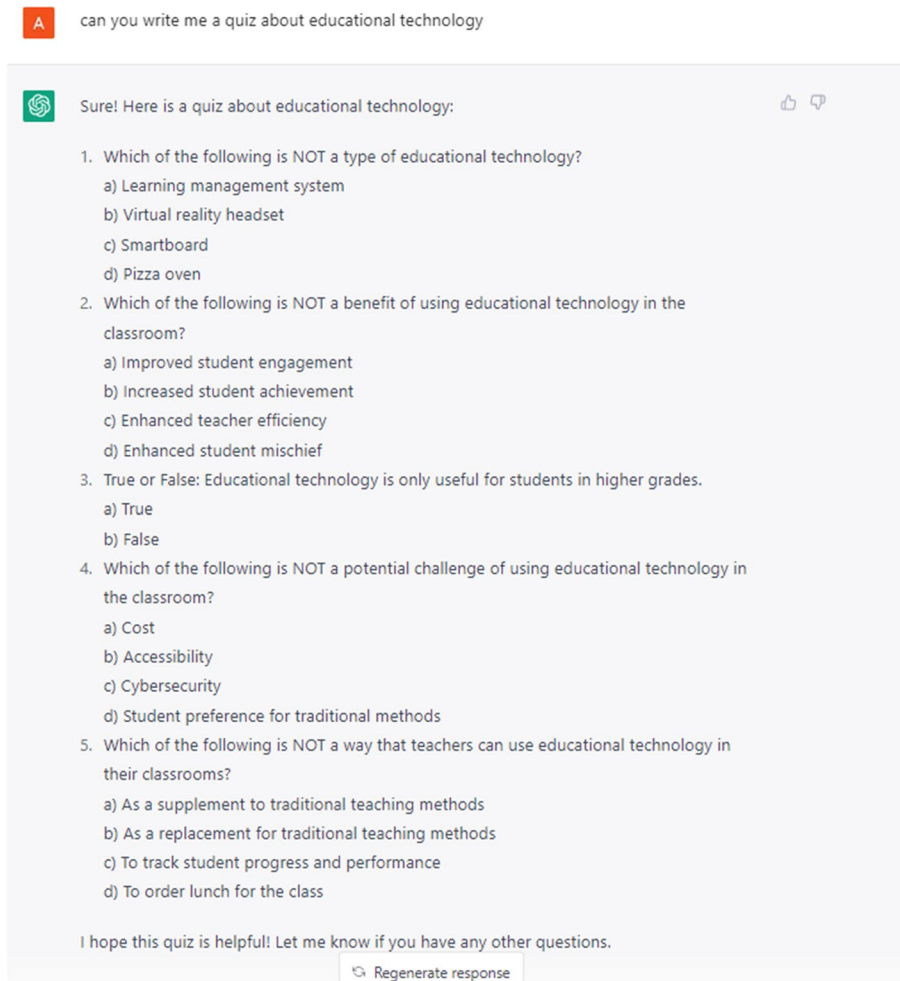 A
can you write me a quiz about educational technology
Sure! Here is a quiz about educational technology:
1. Which of the following is NOT a type of educational technology?
a) Learning management system
b) Virtual reality headset
c) Smartboard
d) Pizza oven
2. Which of the following is NOT a benefit of using educational technology in the
classroom?
a) Improved student engagement
b) Increased student achievement
c) Enhanced teacher efficiency
d) Enhanced student mischief
3. True or False: Educational technology is only useful for students in higher grades.
a) True
b) False
4. Which of the following is NOT a potential challenge of using educational technology in
the classroom?
a) Cost
b) Accessibility
c) Cybersecurity
d) Student preference for traditional methods
5. Which of the following is NOT a way that teachers can use educational technology in
their classrooms?
a) As a supplement to traditional teaching methods
b) As a replacement for traditional teaching methods
c) To track student progress and performance
d) To order lunch for the class
I hope this quiz is helpful! Let me know if you have any other questions.
Regenerate response